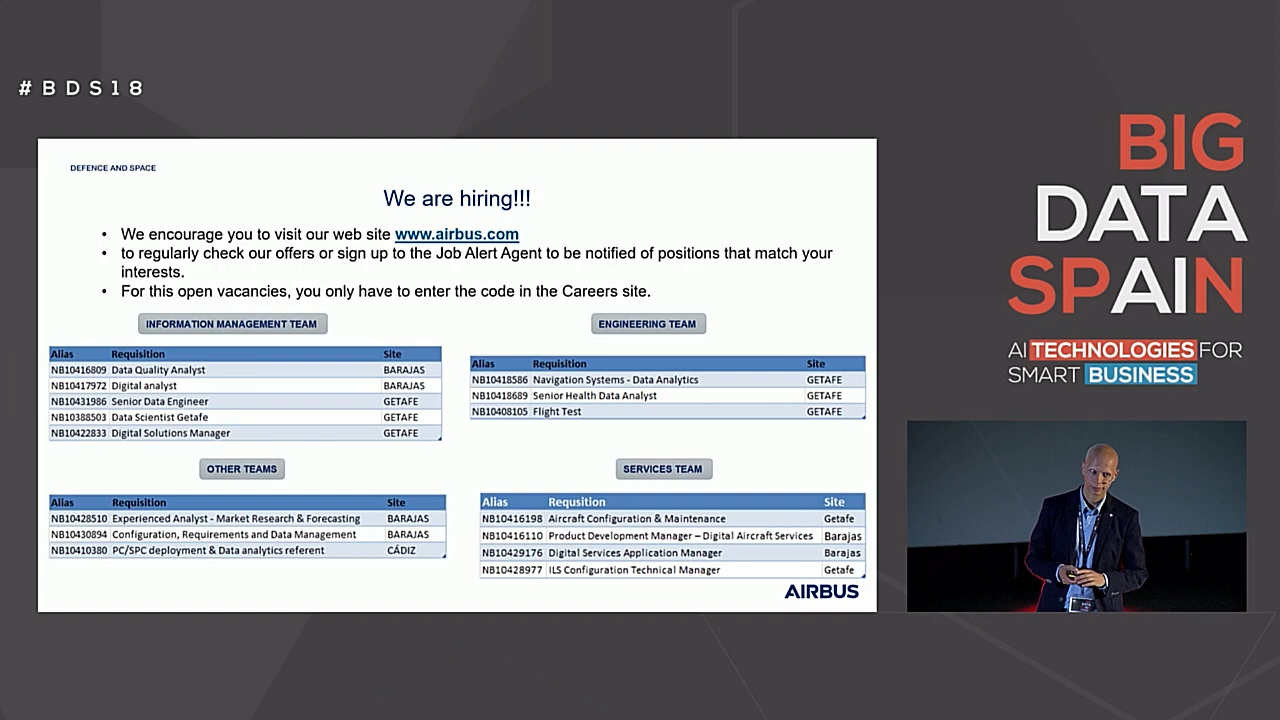 #BDS18
DEFENCE AND SPACE
We are hiring!!!
• We encourage you to visit our web site www.airbus.com
• to regularly check our offers or sign up to the Job Alert Agent to be notified of positions that match your
interests.
• For this open vacancies, you only have to enter the code in the Careers site.
INFORMATION MANAGEMENT TEAM
Alias Requisition Site
NB10416809 Data Quality Analyst BARAJAS
NB10417972 Digital analyst BARAJAS
NB10431986 Senior Data Engineer GETAFE
NB10388503 Data Scientist Getafe GETAFE
NB10422833 Digital Solutions Manager GETAFE
ENGINEERING TEAM
Alias Requisition Site
NB10418586 Navigation Systems - Data Analytics GETAFE
NB10418689 Senior Health Data Analyst GETAFE
NB10408105 Flight Test GETAFE
OTHER TEAMS
Alias Requisition Site
NB10428510 Experienced Analyst - Market Research & Forecasting BARAJAS
NB10430894 Configuration, Requirements and Data Management BARAJAS
NB10410380 PC/SPC deployment & Data analytics referent CÁDIZ
SERVICES TEAM
Alias Requsition Site
NB10416198 Aircraft Configuration & Maintenance Getafe
NB10416110 Product Development Manager – Digital Aircraft Services Barajas
NB10429176 Digital Services Application Manager Barajas
NB10428977 ILS Configuration Technical Manager Getafe
AIRBUS
BIG
DATA
SPAIN
AI TECHNOLOGIES FOR
SMART BUSINESS